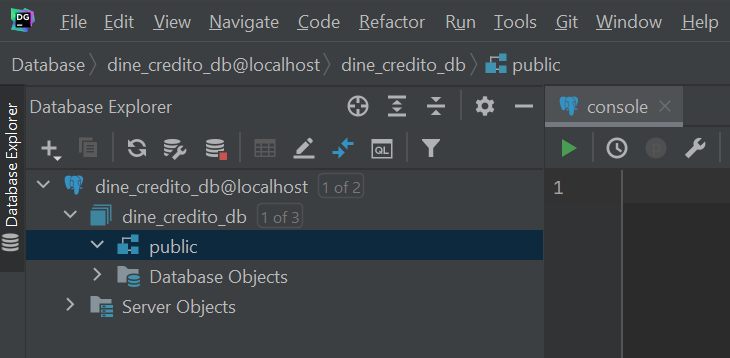 DG File Edit View Navigate Code Refactor Run Tools Git Window Help
Database dine_credito_db@localhost dine_credito_db public
Database Explorer
Database Explorer
console
QL
dine_credito_db@localhost 1 of 2
1
dine_credito_db 1 of 3
public
Database Objects
Server Objects